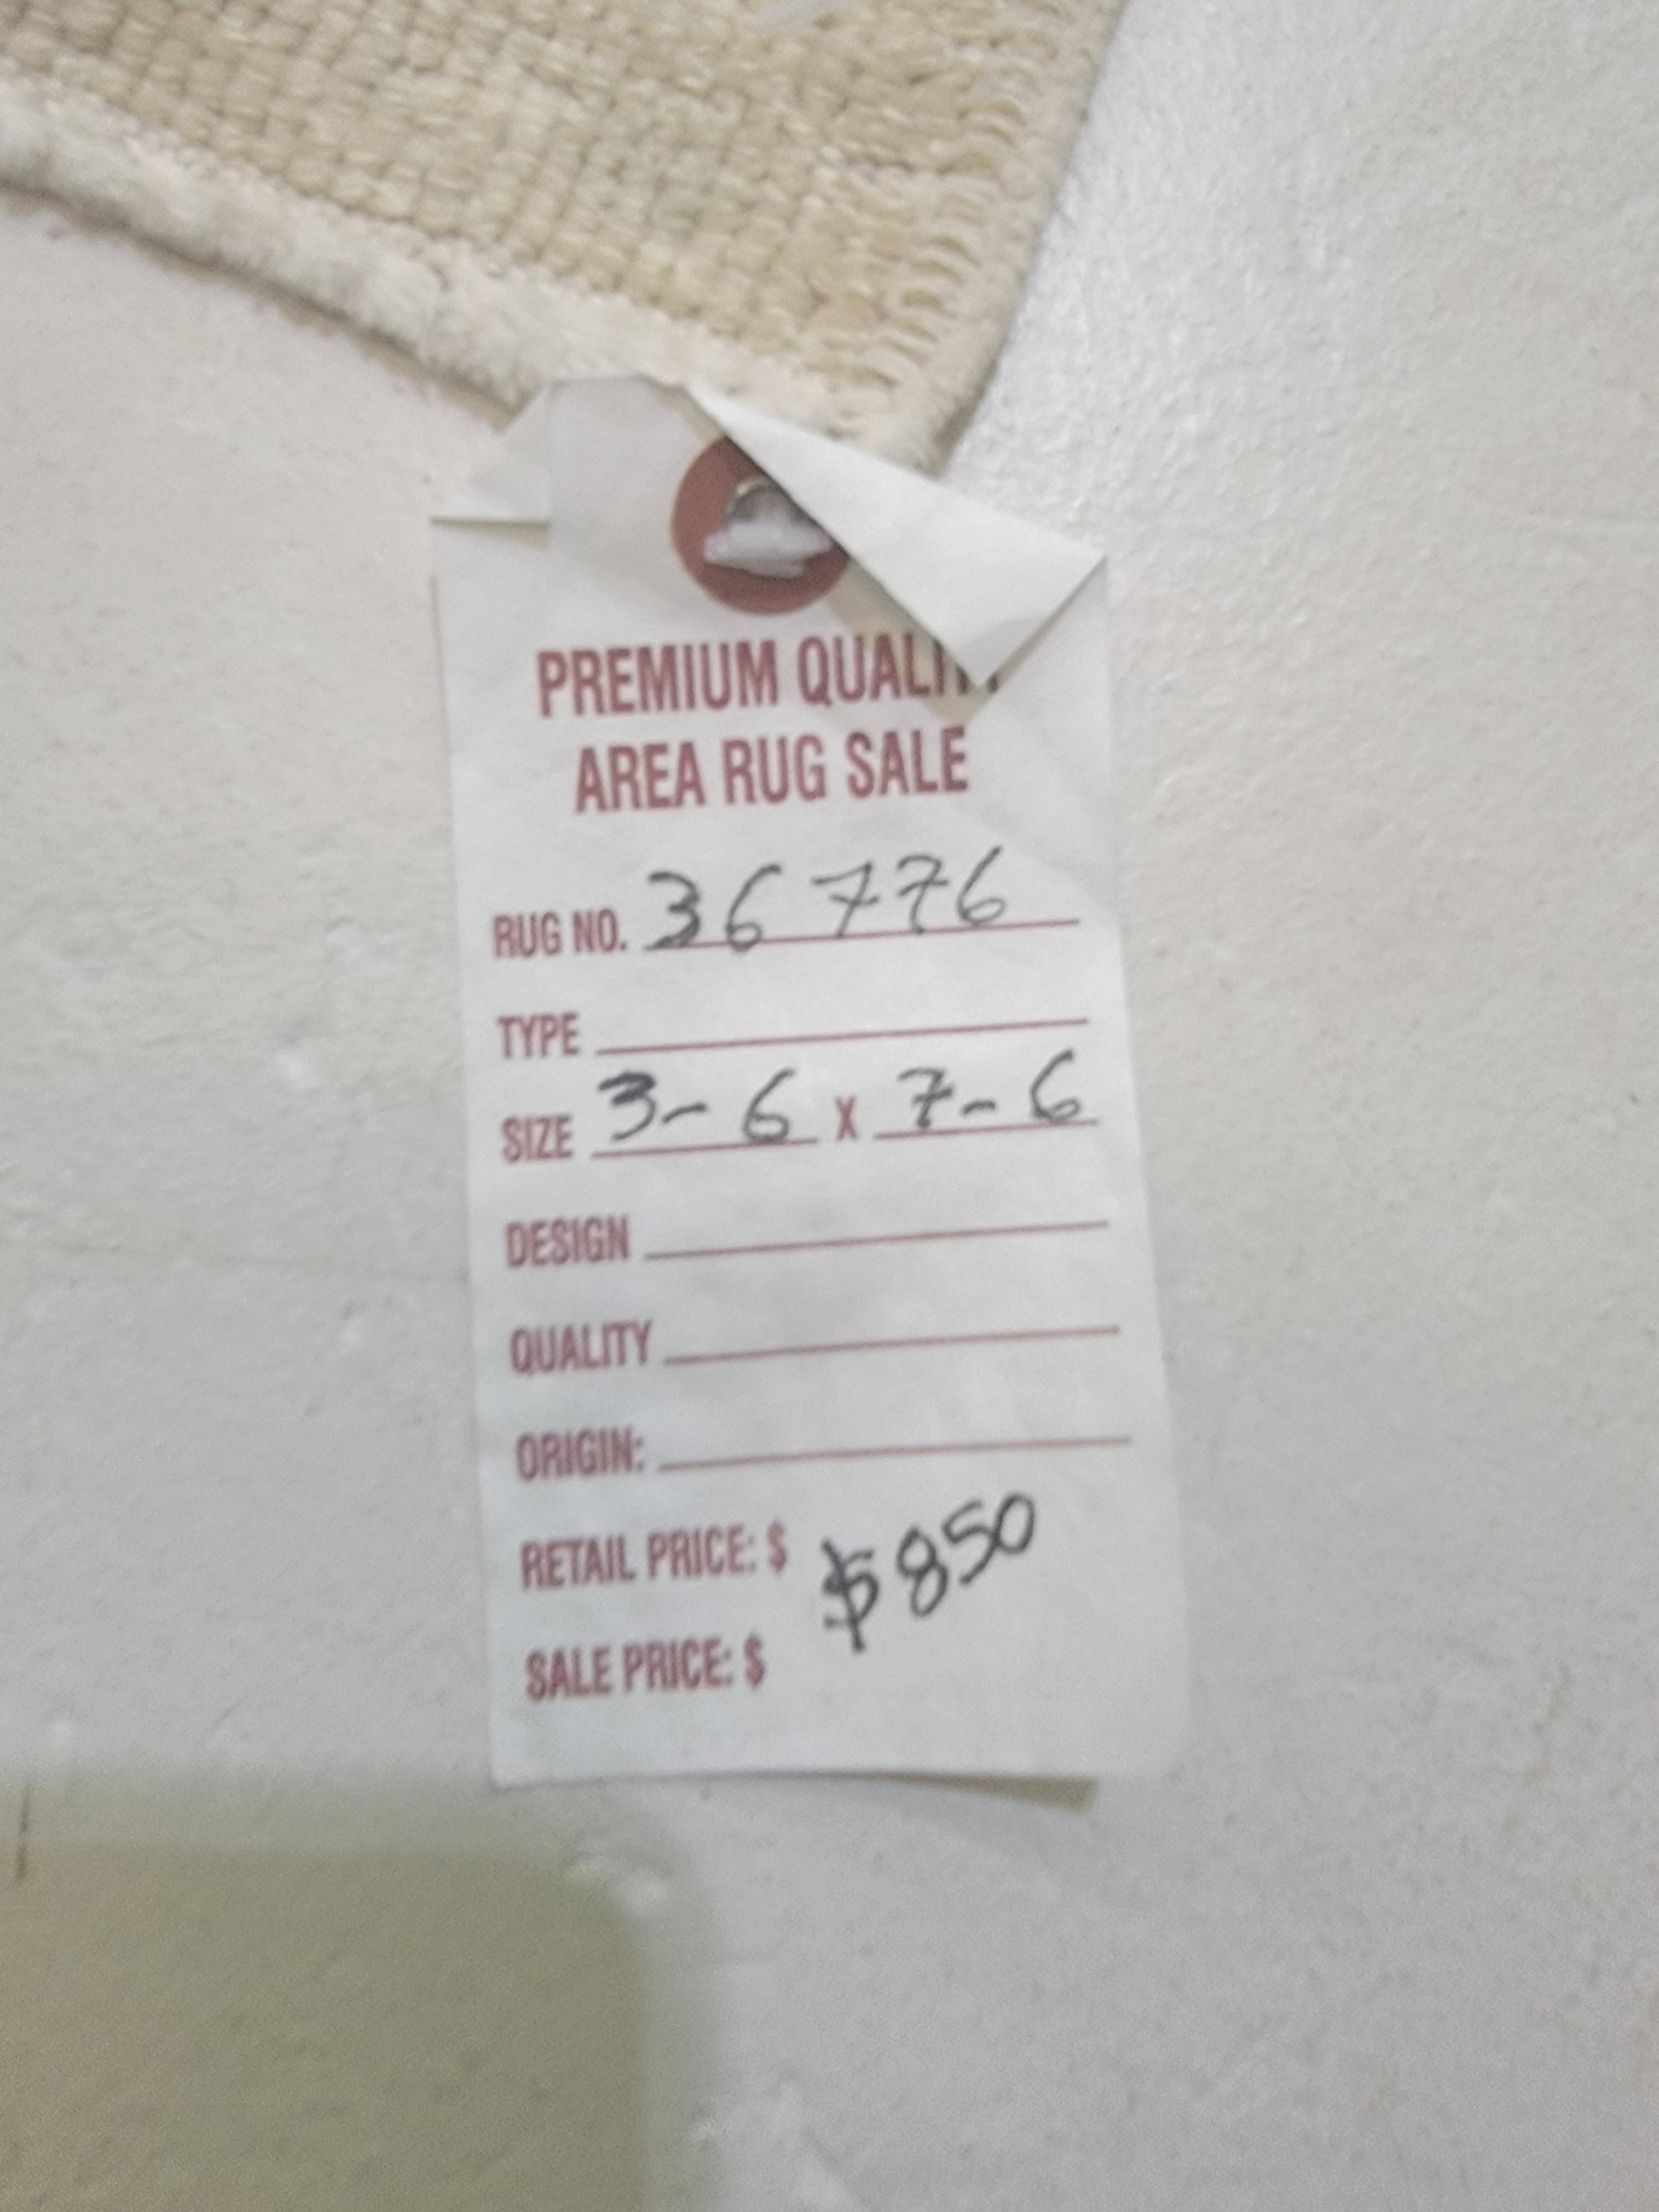 PREMIUM QUALITY
AREA RUG SALE
RUG NO. 36776
TYPE
SIZE 3-6 X 7-6
DESIGN
QUALITY
ORIGIN:
RETAIL PRICE: $
$850
SALE PRICE: $